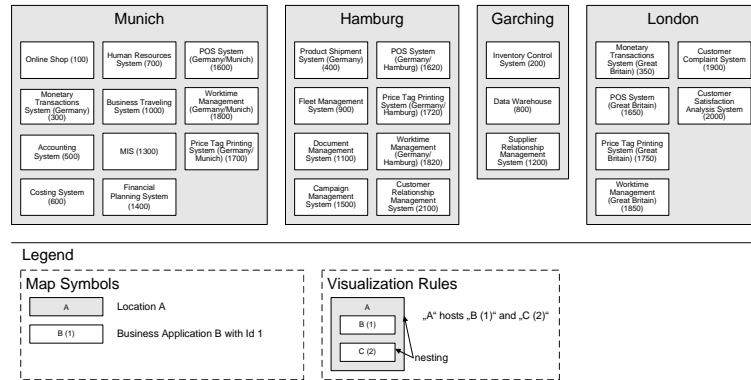 Munich
Online Shop (100)
Human Resources
System (700)
POS System
(Germany/Munich)
(1600)
Monetary
Transactions
System (Germany)
(300)
Business Traveling
System (1000)
Worktime
Management
(Germany/Munich)
(1800)
Accounting
System (500)
MIS (1300)
Price Tag Printing
System (Germany/
Munich) (1700)
Costing System
(600)
Financial
Planning System
(1400)
Hamburg
Product Shipment
System (Germany)
(400)
POS System
(Germany/
Hamburg) (1620)
Fleet Management
System (900)
Price Tag Printing
System (Germany/
Hamburg) (1720)
Document
Management
System (1100)
Worktime
Management
(Germany/
Hamburg) (1820)
Campaign
Management
System (1500)
Customer
Relationship
Management
System (2100)
Garching
Inventory Control
System (200)
Data Warehouse
(800)
Supplier
Relationship
Management
System (1200)
London
Monetary
Transactions
System (Great
Britain) (350)
Customer
Complaint System
(1900)
POS System
(Great Britain)
(1650)
Customer
Satisfaction
Analysis System
(2000)
Price Tag Printing
System (Great
Britain) (1750)
Worktime
Management
(Great Britain)
(1850)
Legend
Map Symbols
A
Location A
B (1)
Business Application B with Id 1
Visualization Rules
A
B (1)
C (2)
„A“ hosts „B (1)“ and „C (2)“
nesting